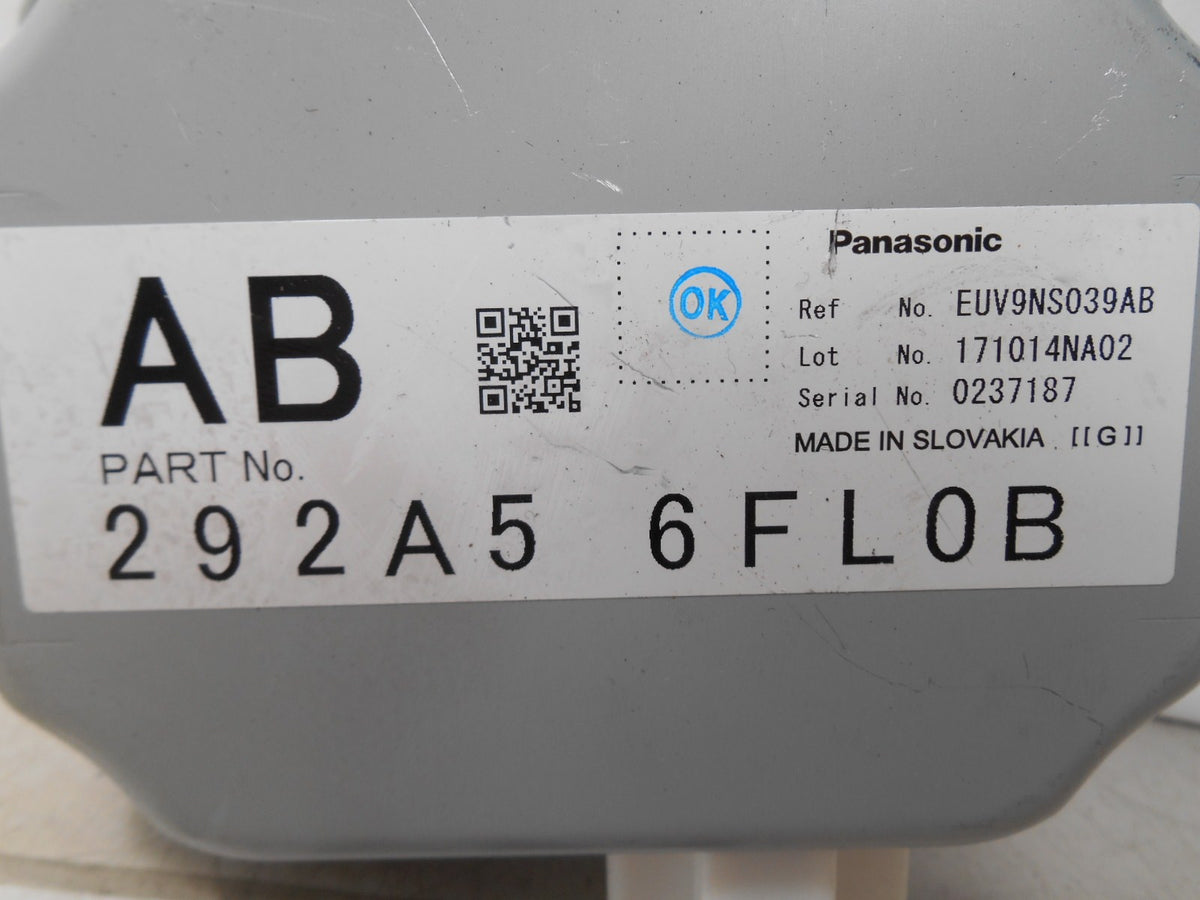 AB
OK
Panasonic
Ref No. EUV9NS039AB
Lot No. 171014NA02
Serial No. 0237187
MADE IN SLOVAKIA [[G]]
PART No.
292A5 6FL0B